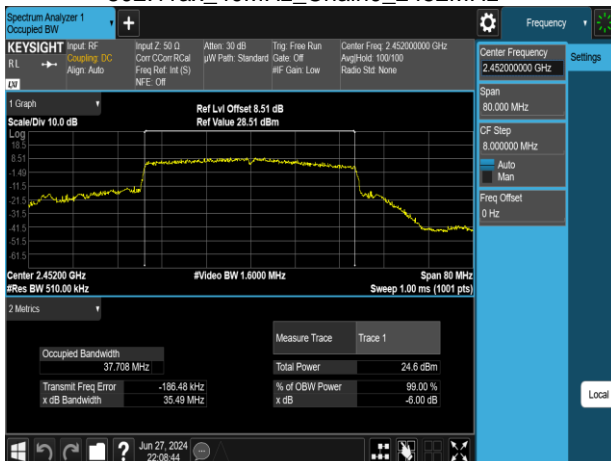 802.11ax_40MHz_Chain0_2452MHz
Spectrum Analyzer 1
Occupied BW
Frequency
KEYSIGHT
RL
LXI
Input: RF
Coupling: DC
Align: Auto
Input Z: 50 Ω
Corr CCorr RCal
Freq Ref: Int (S)
NFE: Off
Atten: 30 dB
µW Path: Standard
Trig: Free Run
Gate: Off
#IF Gain: Low
Center Freq: 2.452000000 GHz
Avg|Hold: 100/100
Radio Std: None
Center Frequency
2.452000000 GHz
Settings
Span
80.000 MHz
CF Step
8.000000 MHz
Auto
Man
Freq Offset
0 Hz
Local
1 Graph
Scale/Div 10.0 dB
Ref Lvl Offset 8.51 dB
Ref Value 28.51 dBm
Log
18.5
8.51
-1.49
-11.5
-21.5
-31.5
-41.5
-51.5
-61.5
Center 2.45200 GHz
#Video BW 1.6000 MHz
Span 80 MHz
#Res BW 510.00 kHz
Sweep 1.00 ms (1001 pts)
2 Metrics
Measure Trace Trace 1
Occupied Bandwidth
37.708 MHz
Total Power 24.6 dBm
Transmit Freq Error -186.48 kHz
% of OBW Power 99.00 %
x dB Bandwidth 35.49 MHz
x dB -6.00 dB
?
Jun 27, 2024
22:08:44